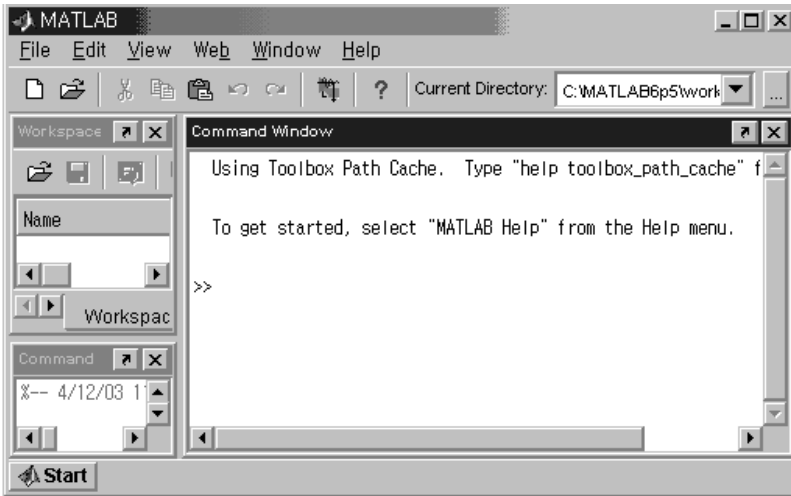 MATLAB
File Edit View Web Window Help
? Current Directory: C:\MATLAB6p5\work ...
Workspace
Command Window
Using Toolbox Path Cache. Type "help toolbox_path_cache" f
Name
To get started, select "MATLAB Help" from the Help menu.
>>
Workspac
Command
%-- 4/12/03 1
Start